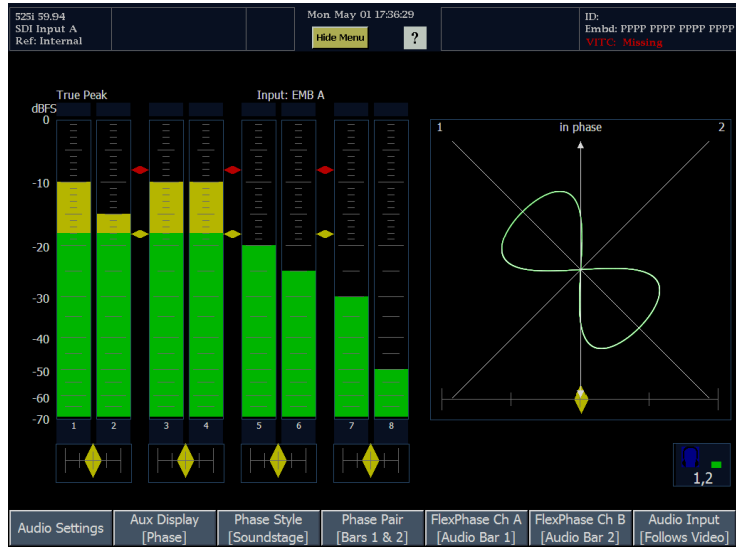 525i 59.94
SDI Input A
Ref: Internal
Mon May 01 17:36:29
Hide Menu
?
ID:
Embd: PPPP PPPP PPPP PPPP
VITC: Missing
True Peak
Input: EMB A
dBFS
0
-10
-20
-30
-40
-50
-60
-70
1 2 3 4 5 6 7 8
1 in phase 2
1,2
Audio Settings
Aux Display
[Phase]
Phase Style
[Soundstage]
Phase Pair
[Bars 1 & 2]
FlexPhase Ch A
[Audio Bar 1]
FlexPhase Ch B
[Audio Bar 2]
Audio Input
[Follows Video]